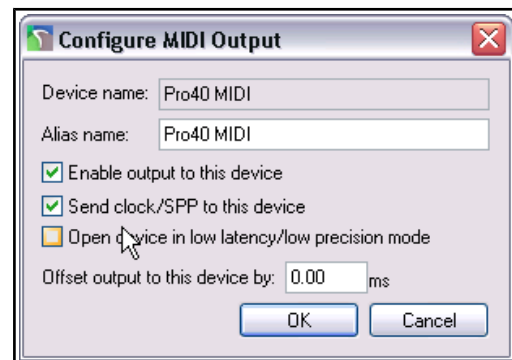 Configure MIDI Output
Device name: Pro40 MIDI
Alias name: Pro40 MIDI
Enable output to this device
Send clock/SPP to this device
Open device in low latency/low precision mode
Offset output to this device by: 0.00 ms
OK Cancel